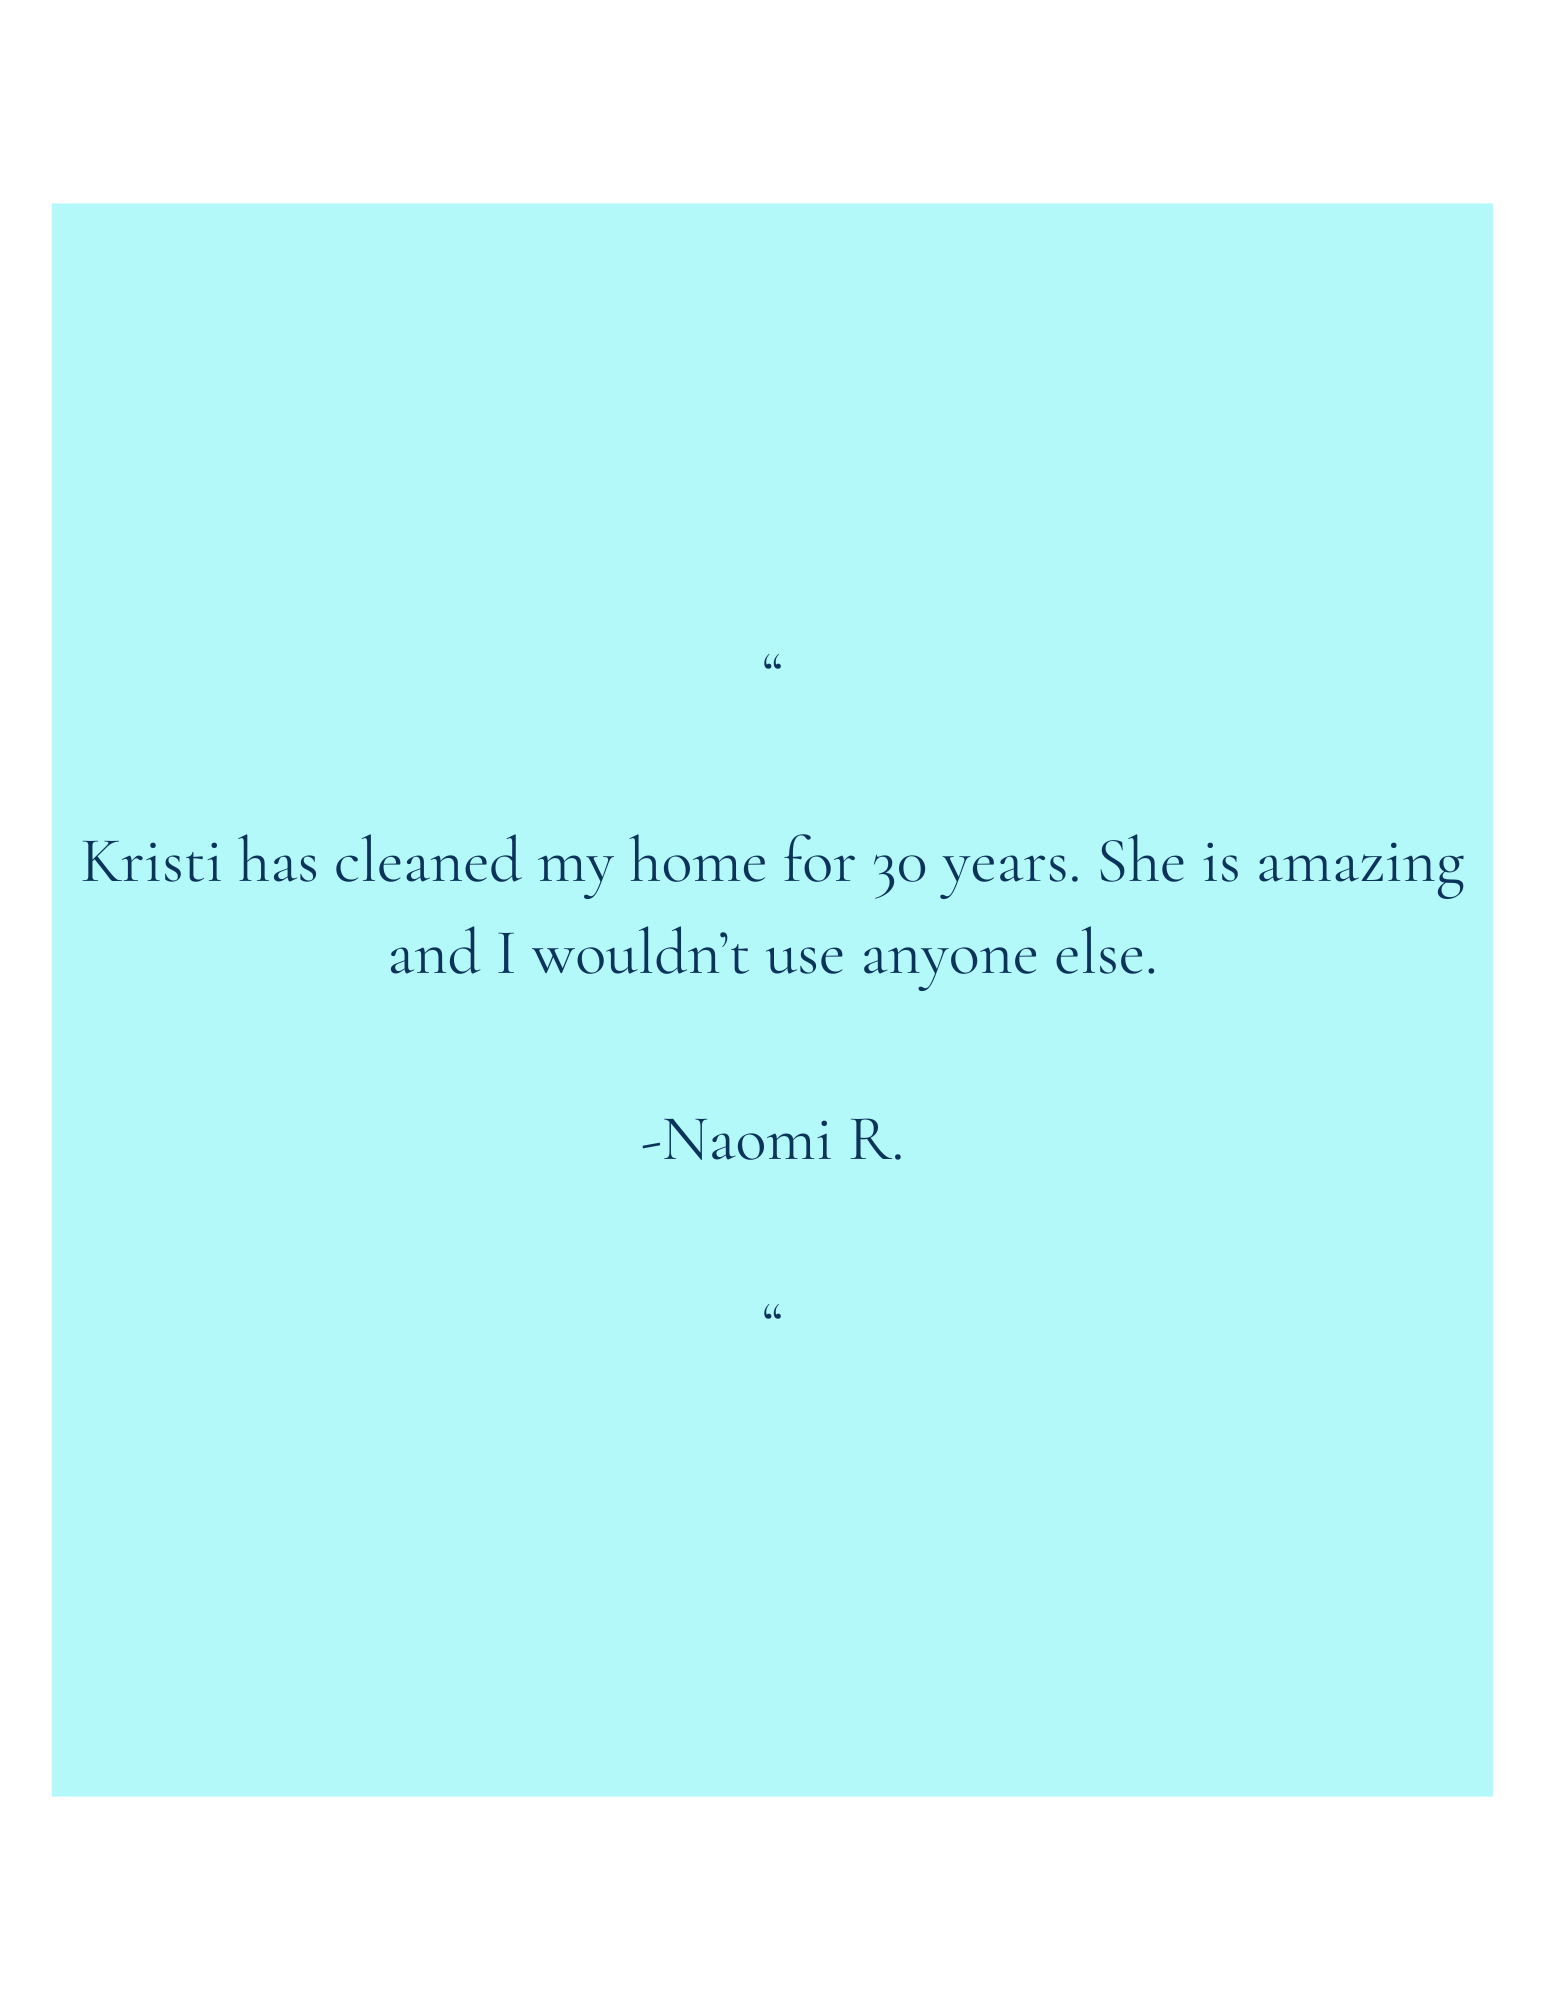 “
Kristi has cleaned my home for 30 years. She is amazing
and I wouldn’t use anyone else.
-Naomi R.
“